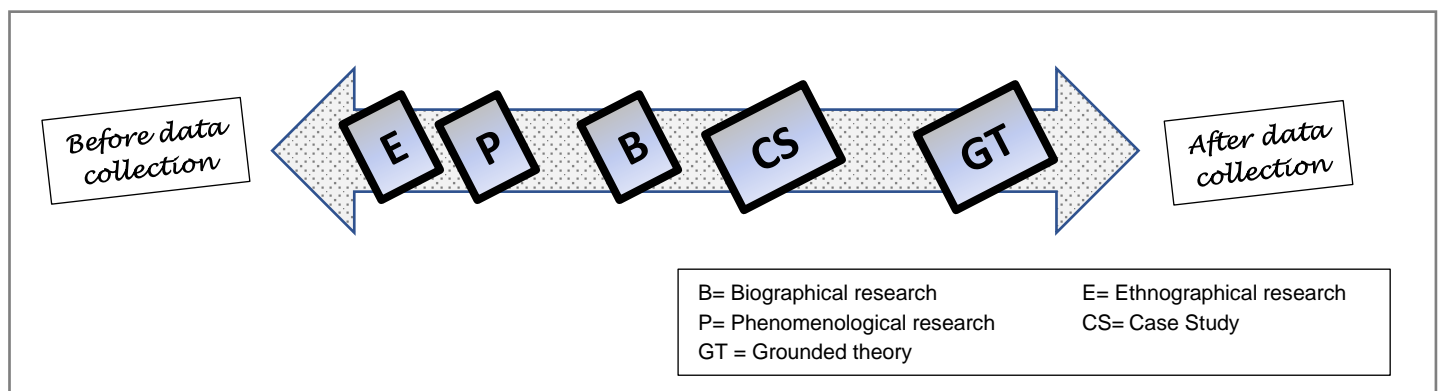 Before data
collection
E
P
B
CS
GT
After data
collection
B= Biographical research
E= Ethnographical research
P= Phenomenological research
CS= Case Study
GT = Grounded theory